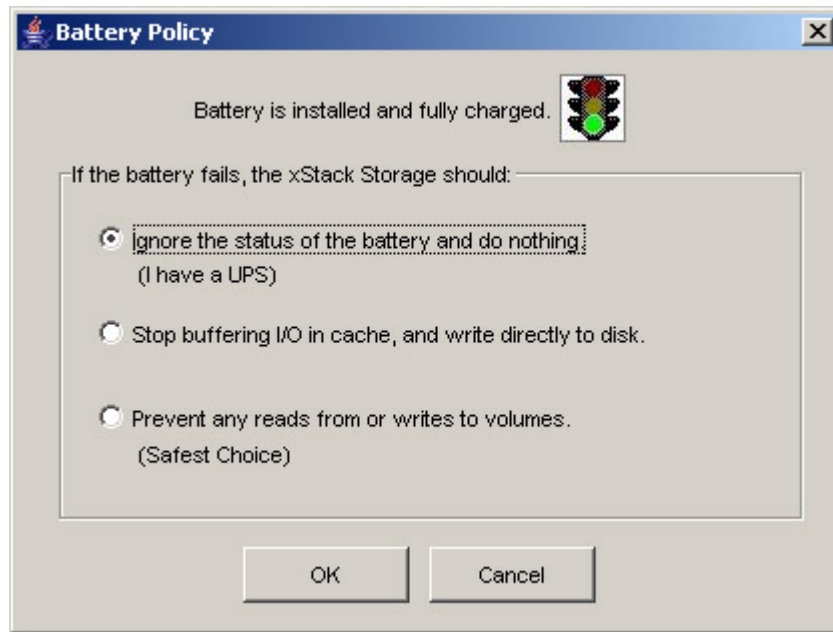 Battery Policy
Battery is installed and fully charged.
If the battery fails, the xStack Storage should:
Ignore the status of the battery and do nothing.
(I have a UPS)
Stop buffering I/O in cache, and write directly to disk.
Prevent any reads from or writes to volumes.
(Safest Choice)
OK Cancel